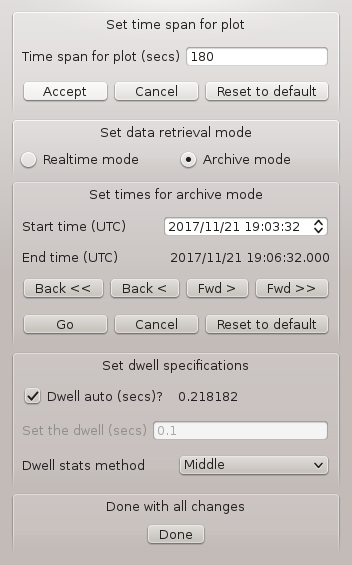 Set time span for plot
Time span for plot (secs) 180
Accept Cancel Reset to default
Set data retrieval mode
Realtime mode Archive mode
Set times for archive mode
Start time (UTC) 2017/11/21 19:03:32
End time (UTC) 2017/11/21 19:06:32.000
Back << Back < Fwd > Fwd >>
Go Cancel Reset to default
Set dwell specifications
Dwell auto (secs)? 0.218182
Set the dwell (secs) 0.1
Dwell stats method Middle
Done with all changes
Done